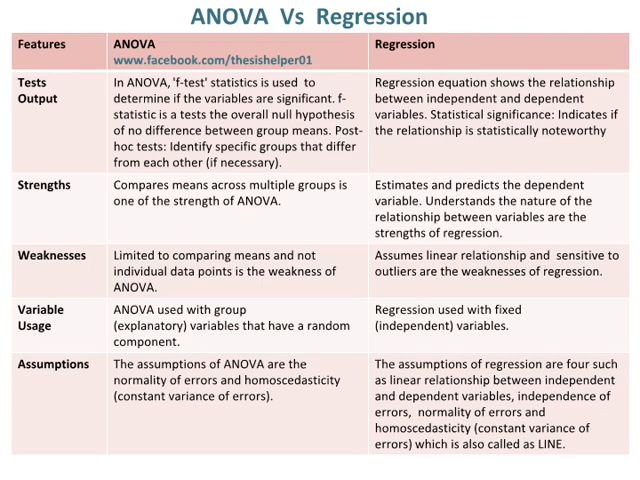 ANOVA Vs Regression
Features
ANOVA
www.facebook.com/thesishelper01
Regression
Tests
Output
In ANOVA, 'f-test' statistics is used to
determine if the variables are significant. f-
statistic is a tests the overall null hypothesis
of no difference between group means. Post-
hoc tests: Identify specific groups that differ
from each other (if necessary).
Regression equation shows the relationship
between independent and dependent
variables. Statistical significance: Indicates if
the relationship is statistically noteworthy
Strengths
Compares means across multiple groups is
one of the strength of ANOVA.
Estimates and predicts the dependent
variable. Understands the nature of the
relationship between variables are the
strengths of regression.
Weaknesses
Limited to comparing means and not
individual data points is the weakness of
ANOVA.
Assumes linear relationship and sensitive to
outliers are the weaknesses of regression.
Variable
Usage
ANOVA used with group
(explanatory) variables that have a random
component.
Regression used with fixed
(independent) variables.
Assumptions
The assumptions of ANOVA are the
normality of errors and homoscedasticity
(constant variance of errors).
The assumptions of regression are four such
as linear relationship between independent
and dependent variables, independence of
errors, normality of errors and
homoscedasticity (constant variance of
errors) which is also called as LINE.